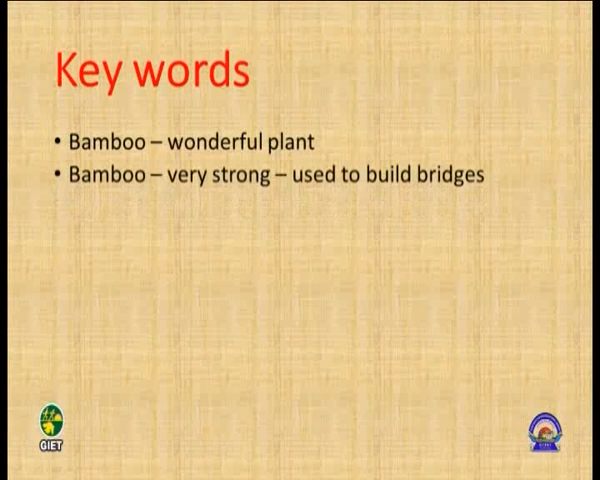 Key words
• Bamboo – wonderful plant
• Bamboo – very strong – used to build bridges
GIET